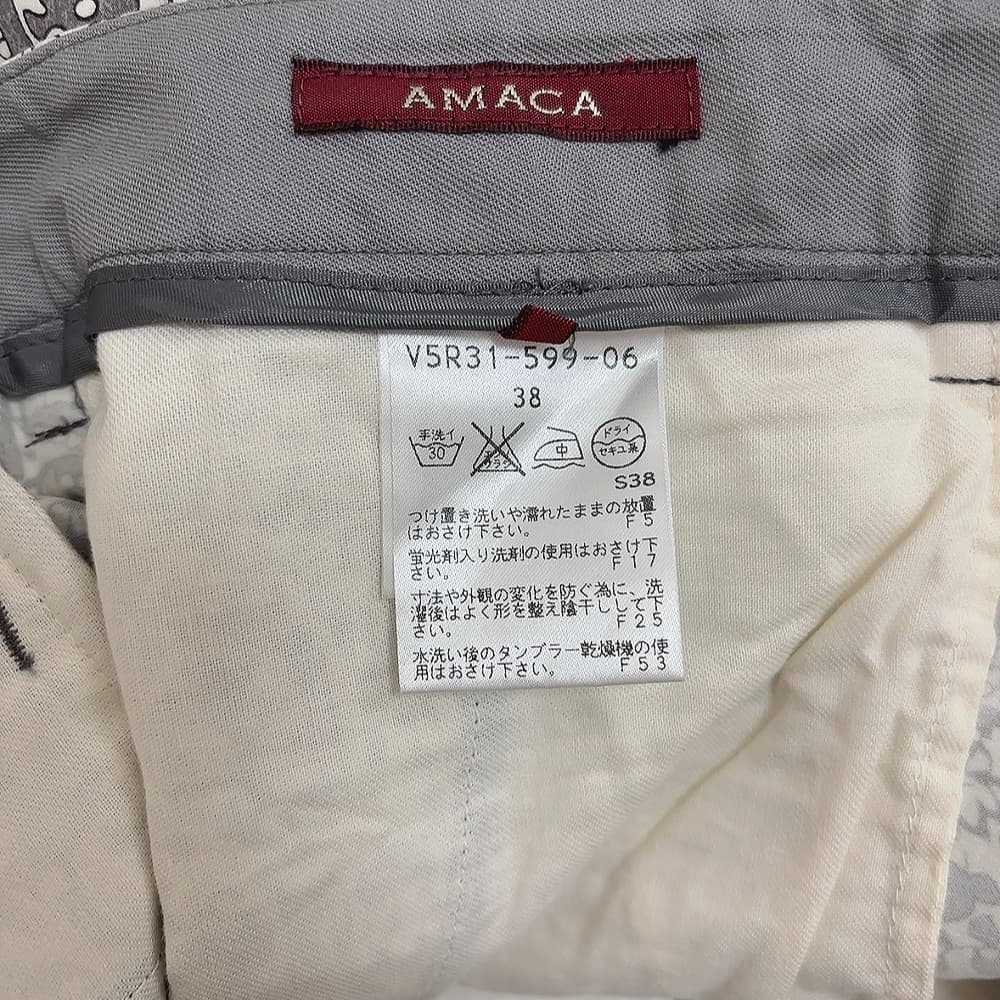 AMACA
V5R31-599-06
38
手洗イ
30
エンソ
サラシ
中
ドライ
セキユ系
S38
つけ置き洗いや濡れたままの放置
はおさけ下さい。 F5
蛍光剤入り洗剤の使用はおさけ下
さい。 F17
寸法や外観の変化を防ぐ為に、洗
濯後はよく形を整え陰干しして下
さい。 F25
水洗い後のタンブラー乾燥機の使
用はおさけ下さい。 F53